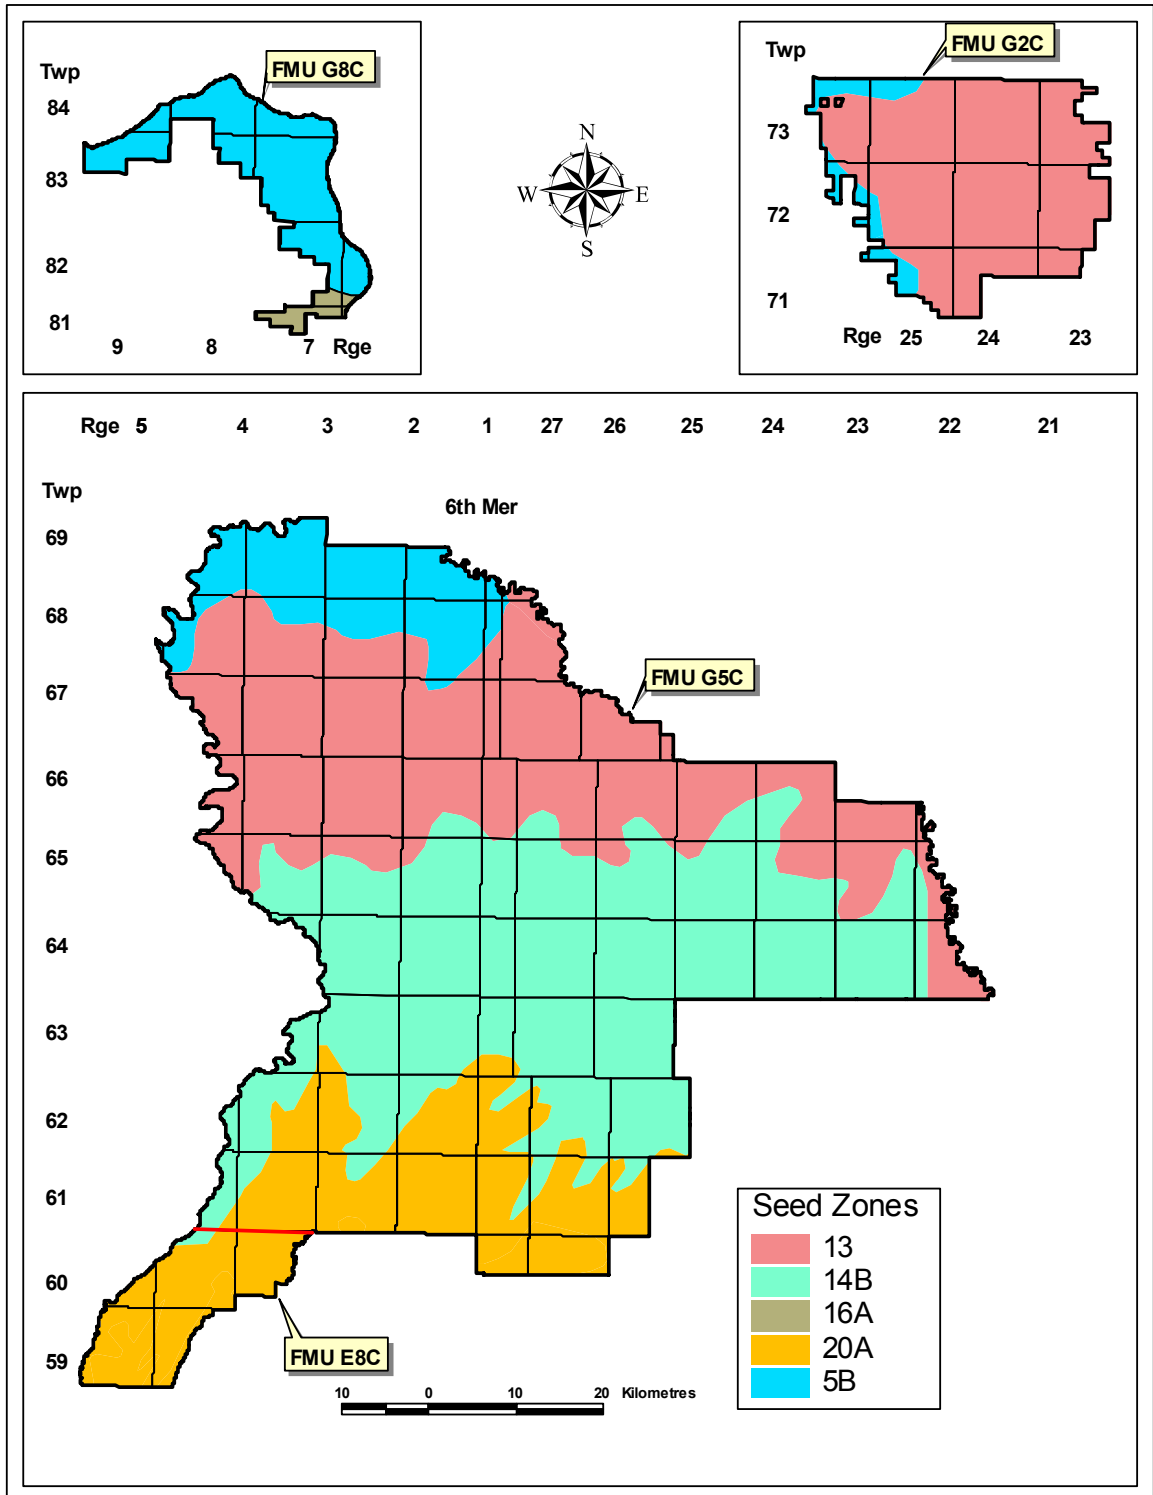 FMU G8C
Twp
84
83
82
81
9 8 7 Rge
N
W E
S
FMU G2C
Twp
73
72
71
Rge 25 24 23
Rge 5 4 3 2 1 27 26 25 24 23 22 21
Twp
6th Mer
69
68
67
FMU G5C
66
65
64
63
62
61
60
59
FMU E8C
10 0 10 20 Kilometres
Seed Zones
13
14B
16A
20A
5B